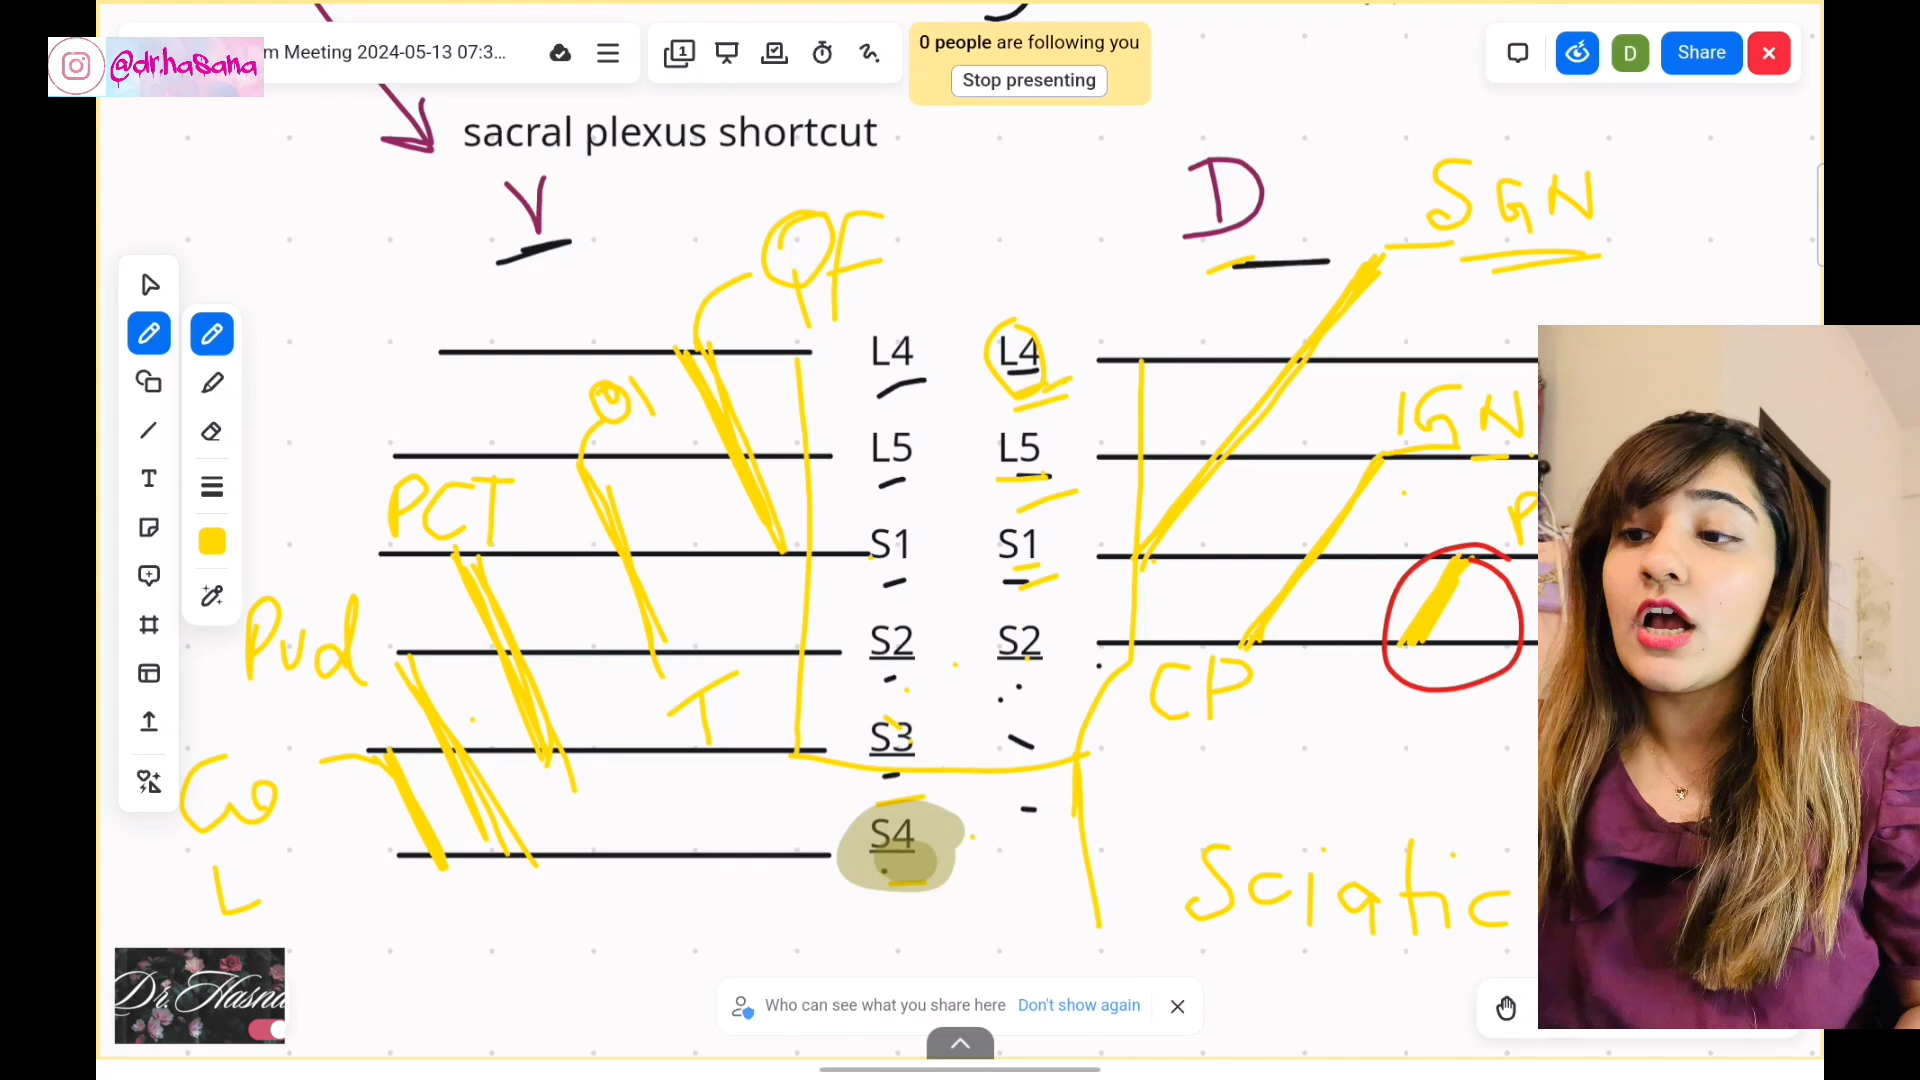 @dr.hasana
m Meeting 2024-05-13 07:3...
1
0 people are following you
Stop presenting
D
Share
sacral plexus shortcut
V
D
SGN
QF
L4 L4
OI
IGN
L5 L5
PCT
P
S1 S1
Pud
S2 S2
CP
T
S3
Co
S4
L
Sciatic
T
Dr. Hasna
Who can see what you share here Don't show again